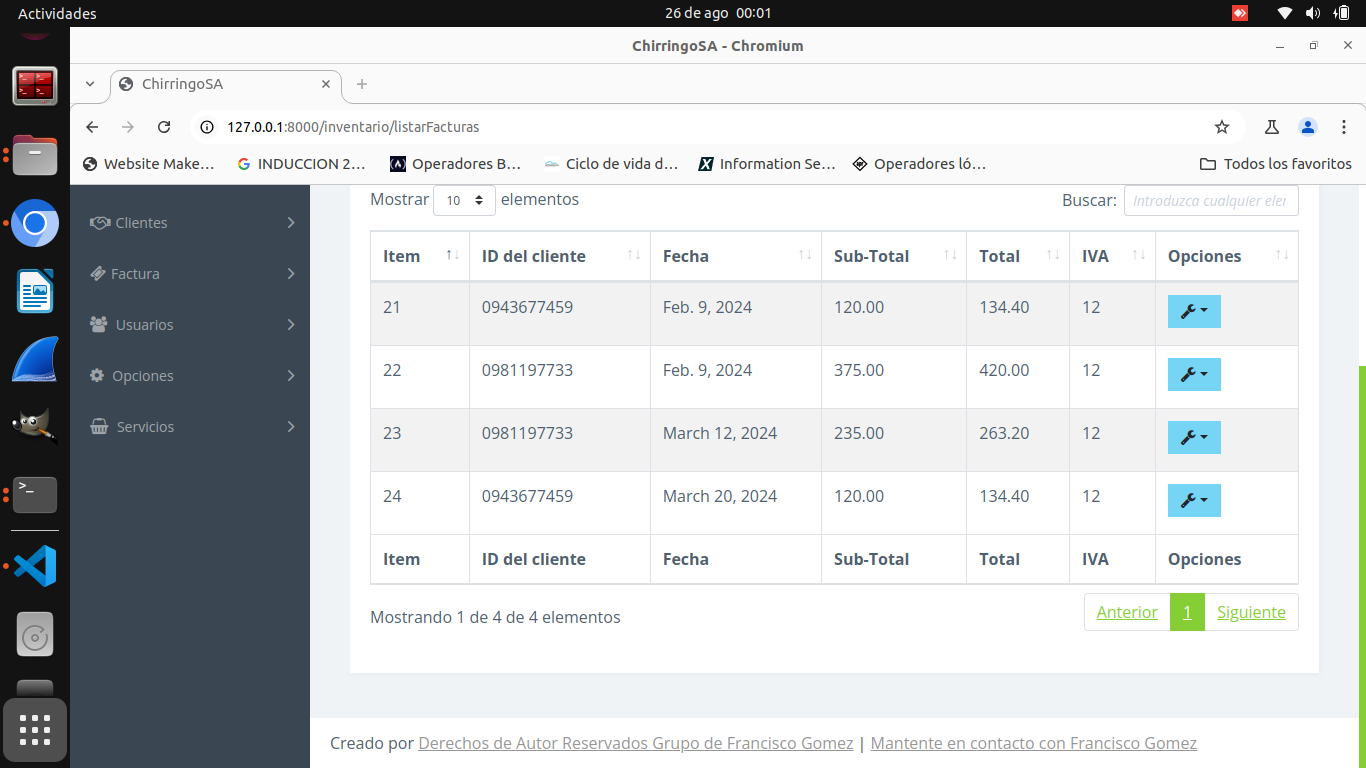 Actividades 26 de ago 00:01
ChirringoSA - Chromium
ChirringoSA
127.0.0.1:8000/inventario/listarFacturas
Website Make… INDUCCION 2… Operadores B… Ciclo de vida d… Information Se… Operadores ló… Todos los favoritos
Clientes
Factura
Usuarios
Opciones
Servicios
Mostrar 10 elementos Buscar: Introduzca cualquier eler
Item ID del cliente Fecha Sub-Total Total IVA Opciones
21 0943677459 Feb. 9, 2024 120.00 134.40 12
22 0981197733 Feb. 9, 2024 375.00 420.00 12
23 0981197733 March 12, 2024 235.00 263.20 12
24 0943677459 March 20, 2024 120.00 134.40 12
Item ID del cliente Fecha Sub-Total Total IVA Opciones
Mostrando 1 de 4 de 4 elementos Anterior 1 Siguiente
Creado por Derechos de Autor Reservados Grupo de Francisco Gomez | Mantente en contacto con Francisco Gomez